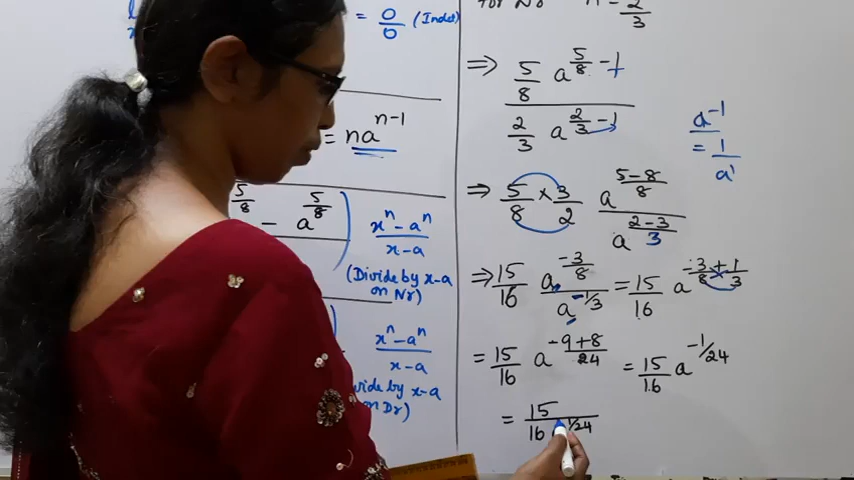 = 0/0 (Indet)
= na^(n-1)
5/8 - a^(5/8)
(x^n - a^n)/(x-a)
(Divide by x-a
on Nr)
(x^n - a^n)/(x-a)
by x-a
on Dr)
for Nr
2/3
⇒ (5/8 a^(5/8 - 1))/(2/3 a^(2/3 - 1))
a^-1
= 1/a^1
⇒ 5/8 × 3/2 a^((5-8)/8)/a^((2-3)/3)
⇒ 15/16 a^(-3/8)/a^(-1/3) = 15/16 a^(-3/8 + 1/3)
= 15/16 a^((-9+8)/24) = 15/16 a^(-1/24)
= 15/(16 ^(1/24))